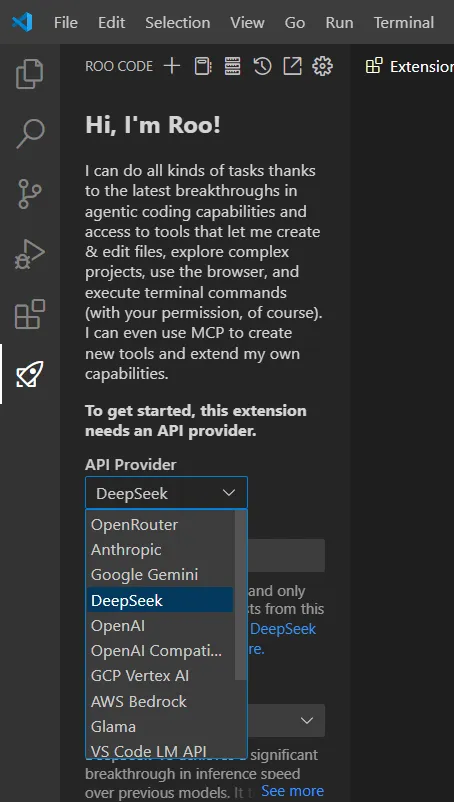 File Edit Selection View Go Run Terminal
ROO CODE
Extension
Hi, I'm Roo!
I can do all kinds of tasks thanks
to the latest breakthroughs in
agentic coding capabilities and
access to tools that let me create
& edit files, explore complex
projects, use the browser, and
execute terminal commands
(with your permission, of course).
I can even use MCP to create
new tools and extend my own
capabilities.
To get started, this extension
needs an API provider.
API Provider
DeepSeek
OpenRouter
Anthropic
Google Gemini
DeepSeek
OpenAI
OpenAI Compati...
GCP Vertex AI
AWS Bedrock
Glama
VS Code LM API
and only
sts from this
DeepSeek
re.
significant
breakthrough in inference speed
over previous models. It t
See more